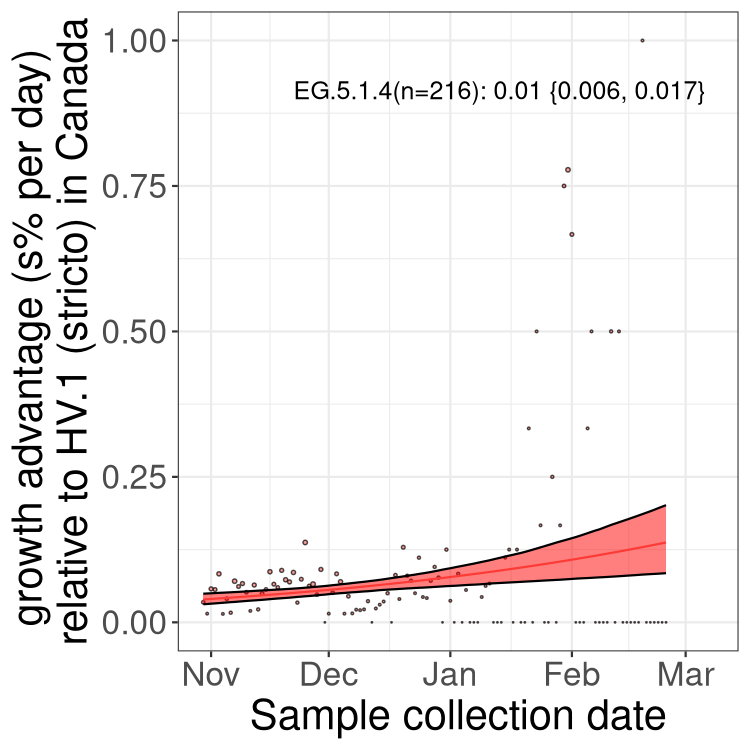 growth advantage (s% per day)
relative to HV.1 (stricto) in Canada
1.00
0.75
0.50
0.25
0.00
EG.5.1.4(n=216): 0.01 {0.006, 0.017}
Nov Dec Jan Feb Mar
Sample collection date